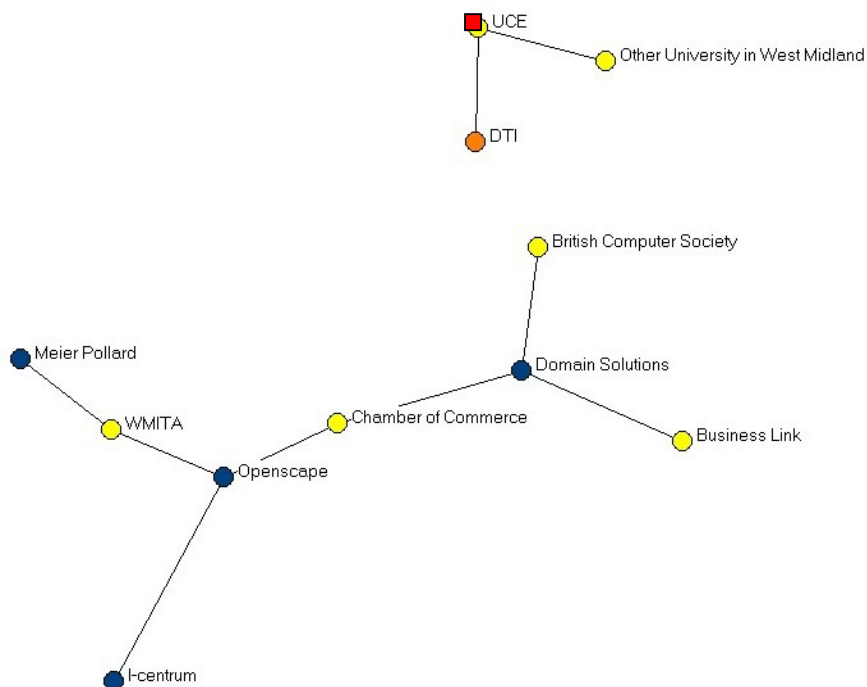 UCE
Other University in West Midland
DTI
British Computer Society
Meier Pollard
Domain Solutions
Chamber of Commerce
WMITA
Business Link
Openscape
I-centrum